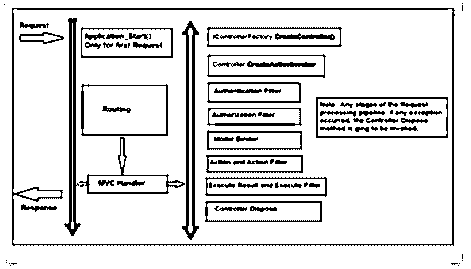 Request
Application_Start()
Only for first Request
Routing
MVC Handler
Response
IControllerFactory CreateController()
Controller CreateActionInvoker
Authentication Filter
Authorization Filter
Model Binder
Action and Action Filter
Execute Result and Execute Filter
Controller Dispose
Note: Any stages of the Request
processing pipeline, if any exception
occurred, the Controller Dispose
method is going to be invoked.